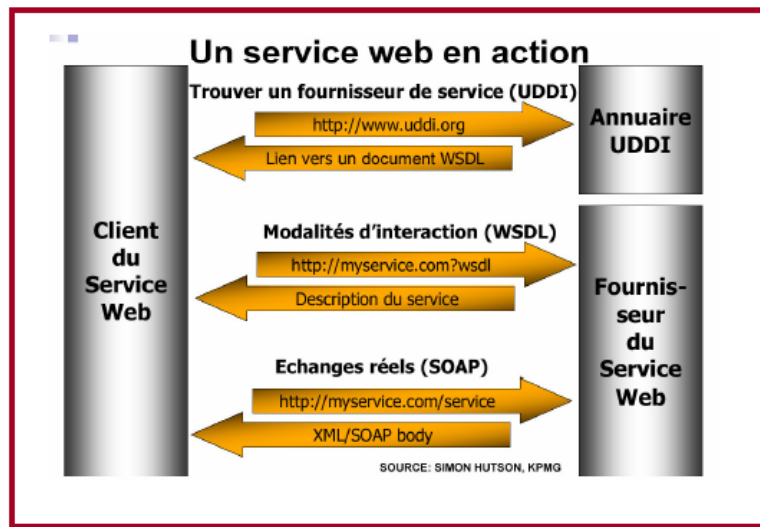 Un service web en action
Trouver un fournisseur de service (UDDI)
http://www.uddi.org
Lien vers un document WSDL
Annuaire
UDDI
Client
du
Service
Web
Modalités d'interaction (WSDL)
http://myservice.com?wsdl
Description du service
Echanges réels (SOAP)
http://myservice.com/service
XML/SOAP body
Fournis-
seur
du
Service
Web
SOURCE: SIMON HUTSON, KPMG